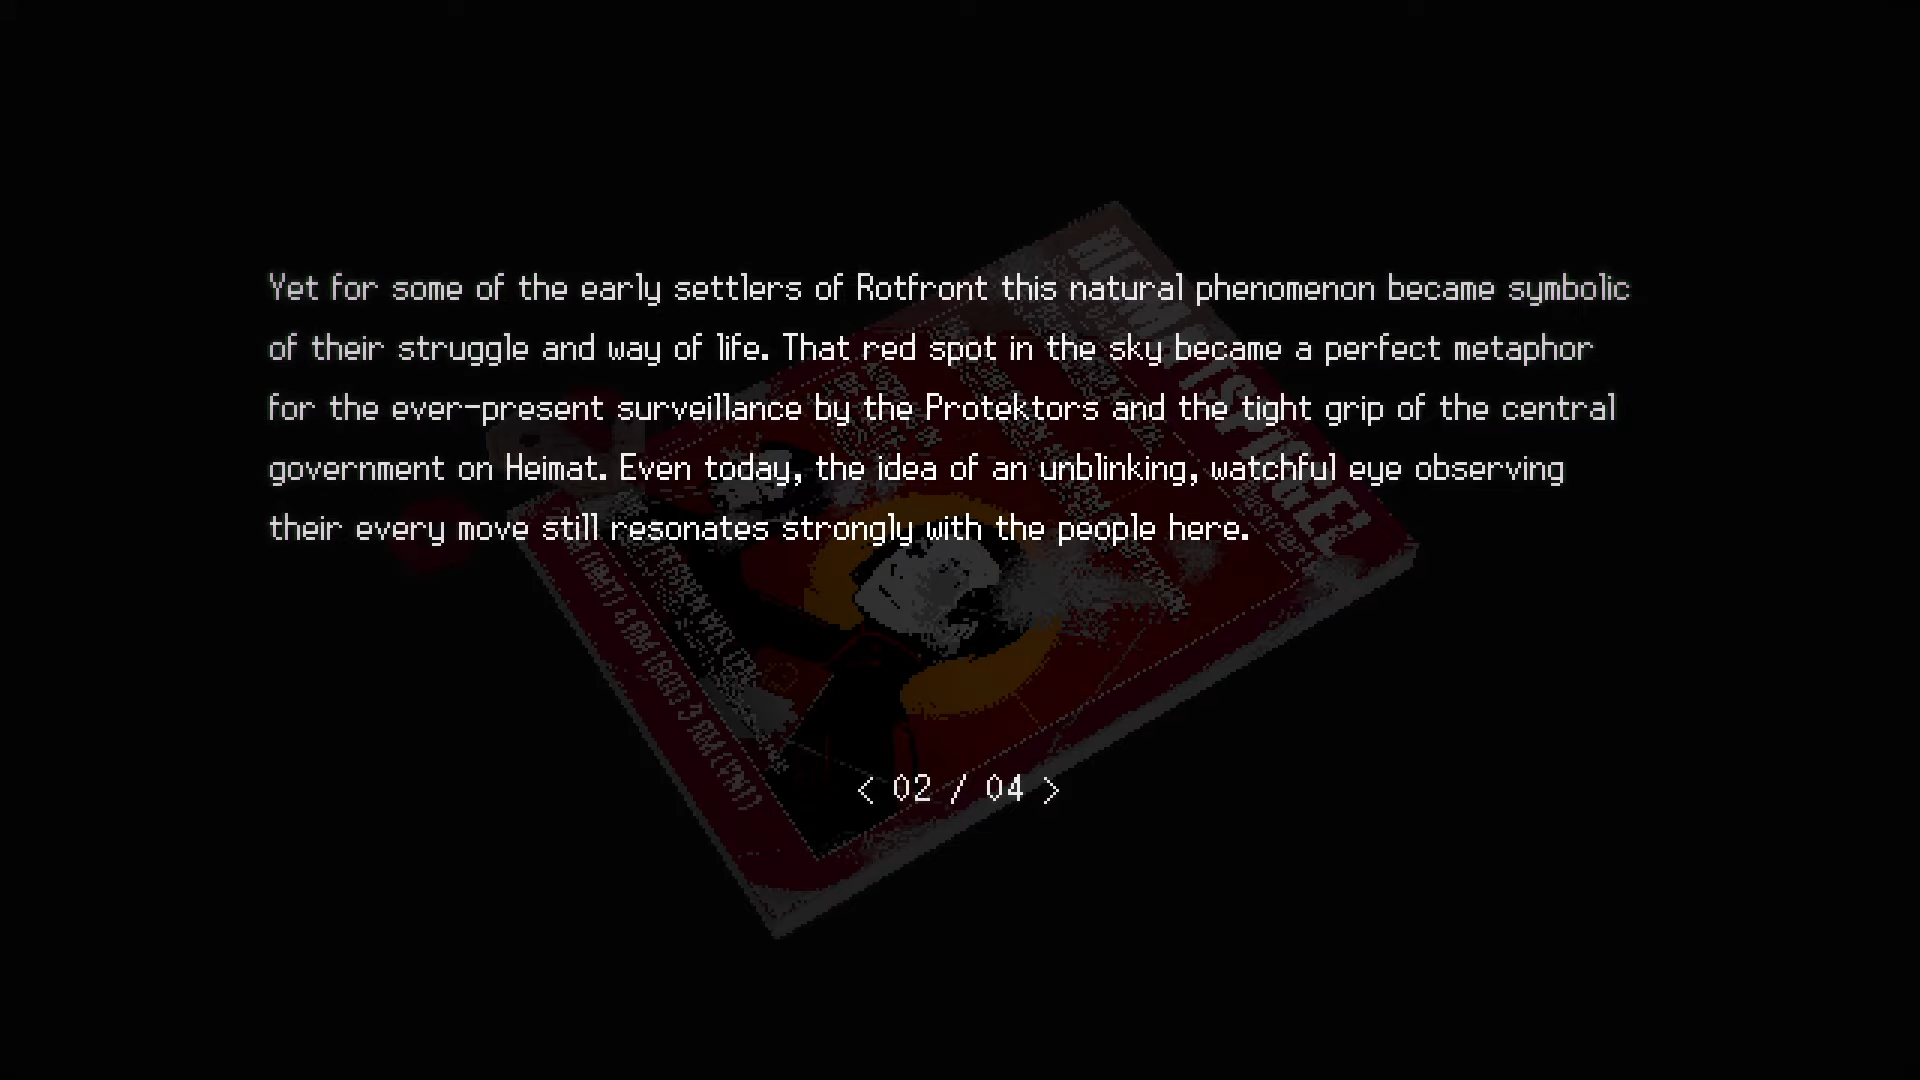 Yet for some of the early settlers of Rotfront this natural phenomenon became symbolic
of their struggle and way of life. That red spot in the sky became a perfect metaphor
for the ever-present surveillance by the Protektors and the tight grip of the central
government on Heimat. Even today, the idea of an unblinking, watchful eye observing
their every move still resonates strongly with the people here.
HEIMATSPIEGEL
< 02 / 04 >